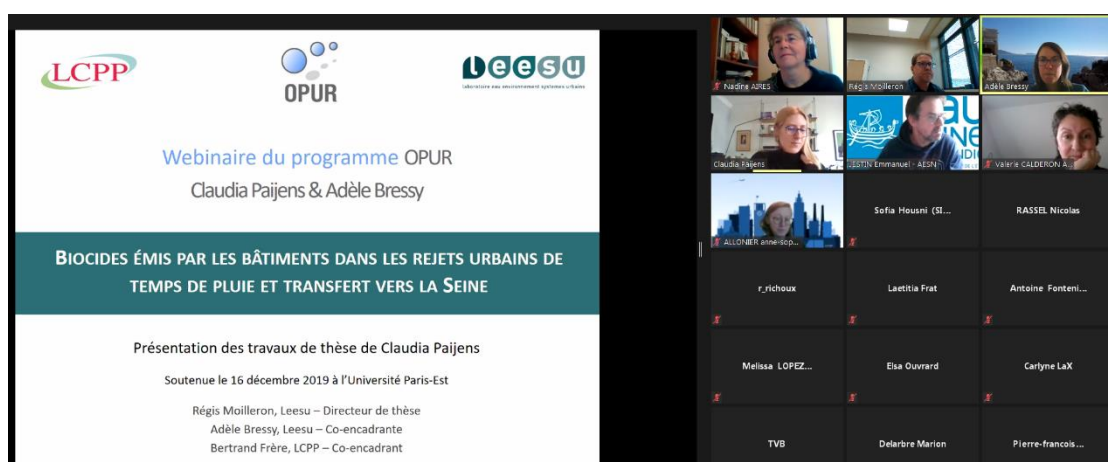 LCPP
OPUR
Leesu
laboratoire eau environnement systèmes urbains
Webinaire du programme OPUR
Claudia Paijens & Adèle Bressy
BIOCIDES ÉMIS PAR LES BÂTIMENTS DANS LES REJETS URBAINS DE
TEMPS DE PLUIE ET TRANSFERT VERS LA SEINE
Présentation des travaux de thèse de Claudia Paijens
Soutenue le 16 décembre 2019 à l'Université Paris-Est
Régis Moilleron, Leesu – Directeur de thèse
Adèle Bressy, Leesu – Co-encadrante
Bertrand Frère, LCPP – Co-encadrant
Nadine AIRES
Régis Moilleron
Adèle Bressy
Claudia Paijens
JESTIN Emmanuel - AESN
Valerie CALDERON A...
ALLONIER anne-sop...
Sofia Housni (SI...
RASSEL Nicolas
r_richoux
Laetitia Frat
Antoine Fonteni...
Melissa LOPEZ...
Elsa Ouvrard
Carlyne LaX
TVB
Delarbre Marion
Pierre-francois...